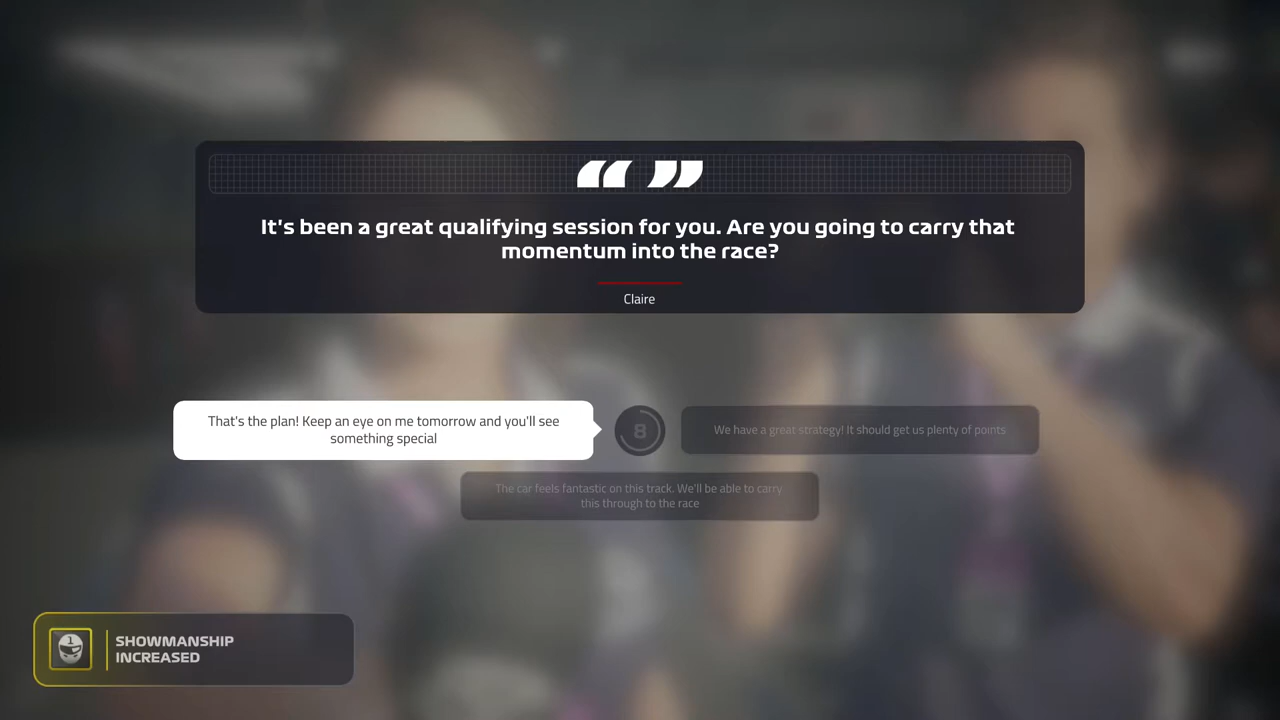 “ ”
It's been a great qualifying session for you. Are you going to carry that
momentum into the race?
Claire
That's the plan! Keep an eye on me tomorrow and you'll see
something special
8
We have a great strategy! It should get us plenty of points
The car feels fantastic on this track. We'll be able to carry
this through to the race
1
SHOWMANSHIP
INCREASED